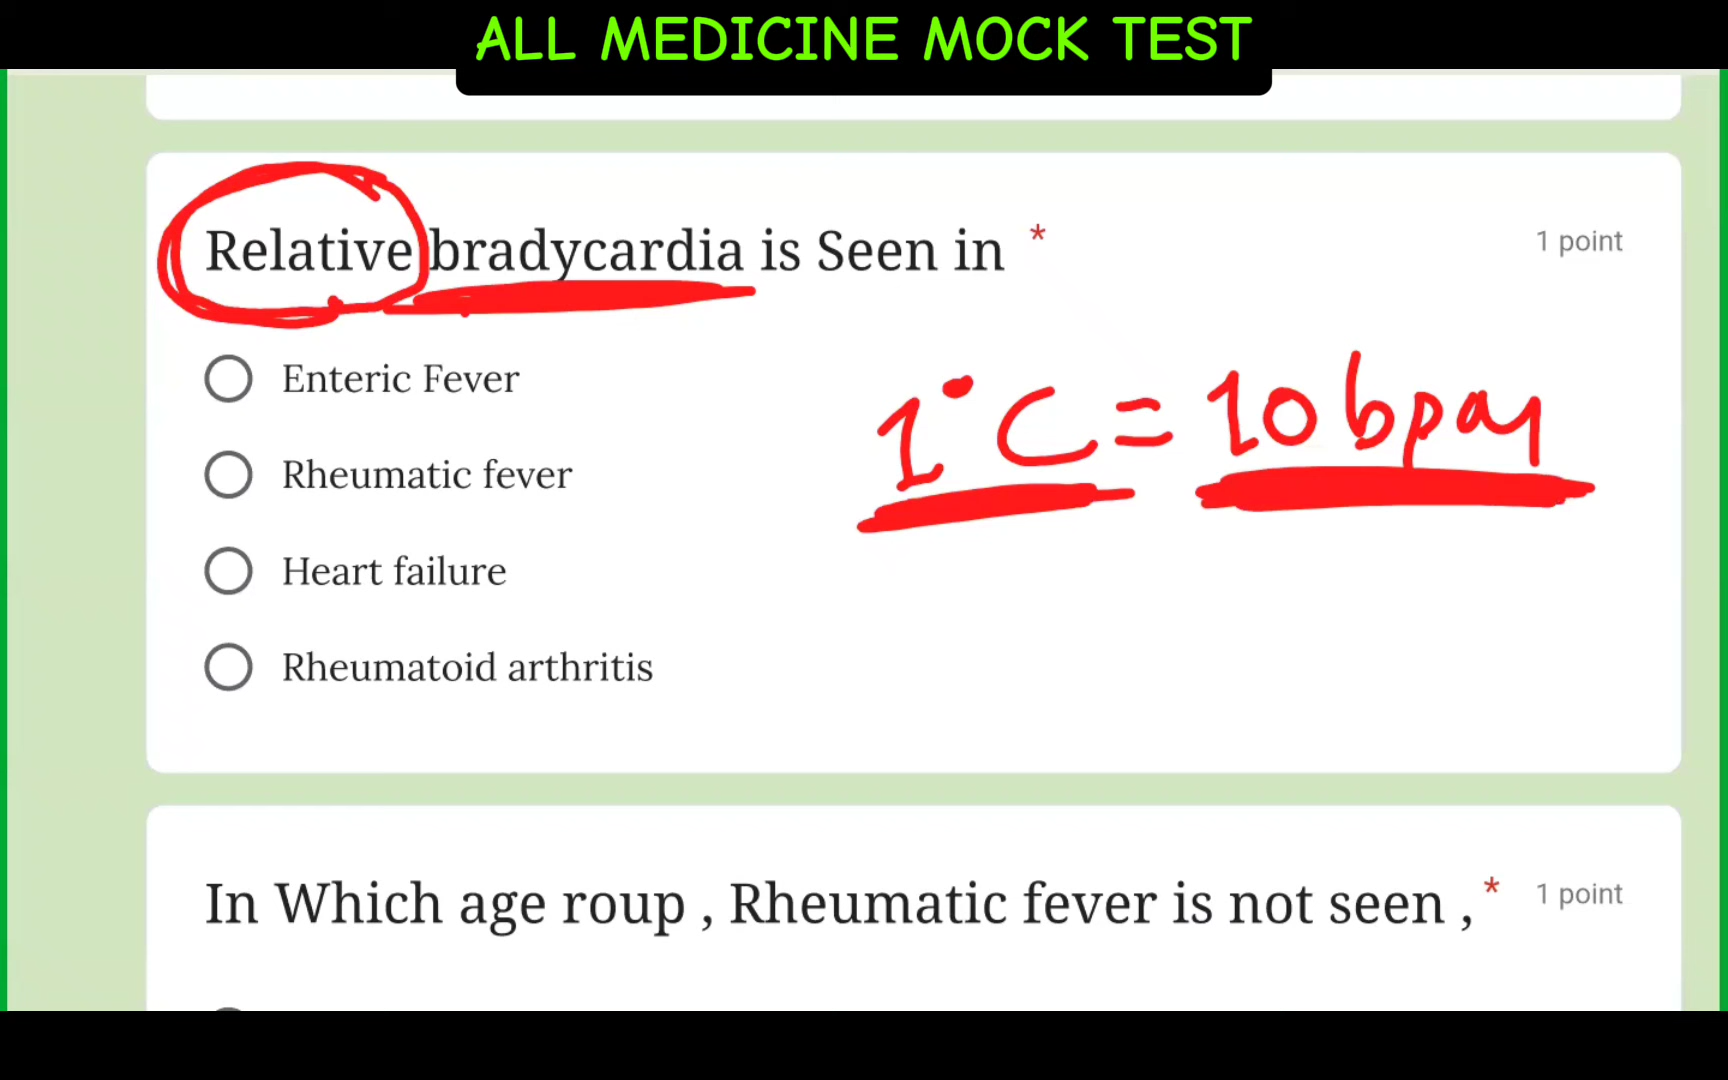 ALL MEDICINE MOCK TEST
Relative bradycardia is Seen in *
1 point
Enteric Fever
1°C = 10 bpm
Rheumatic fever
Heart failure
Rheumatoid arthritis
In Which age roup , Rheumatic fever is not seen , *
1 point